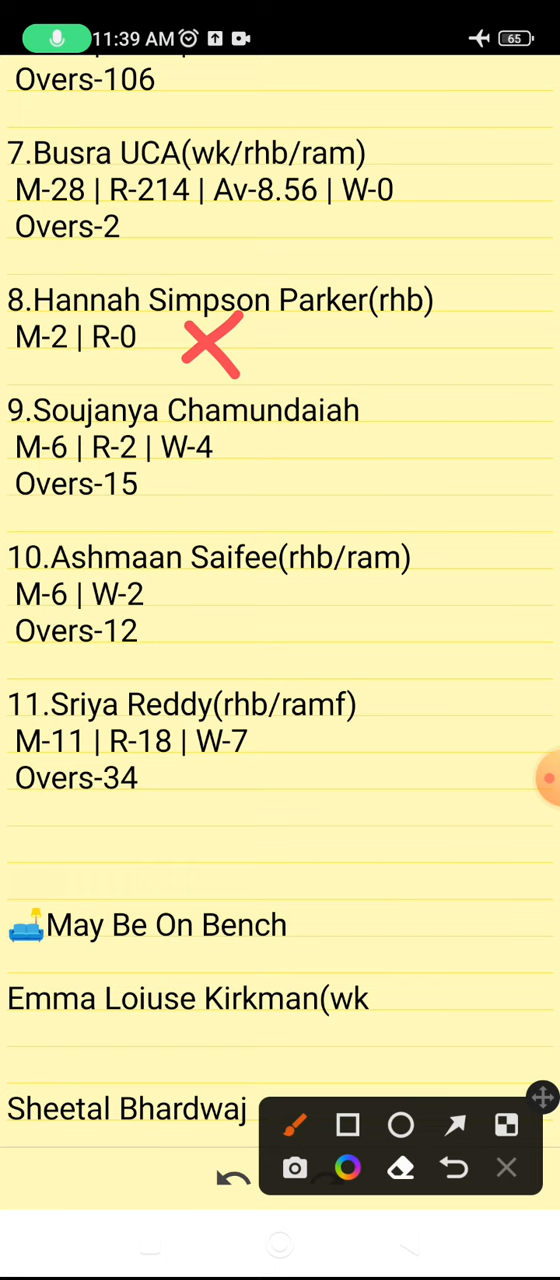 11:39 AM
65
Overs-106
7.Busra UCA(wk/rhb/ram)
M-28 | R-214 | Av-8.56 | W-0
Overs-2
8.Hannah Simpson Parker(rhb)
M-2 | R-0
9.Soujanya Chamundaiah
M-6 | R-2 | W-4
Overs-15
10.Ashmaan Saifee(rhb/ram)
M-6 | W-2
Overs-12
11.Sriya Reddy(rhb/ramf)
M-11 | R-18 | W-7
Overs-34
🛋️May Be On Bench
Emma Loiuse Kirkman(wk
Sheetal Bhardwaj